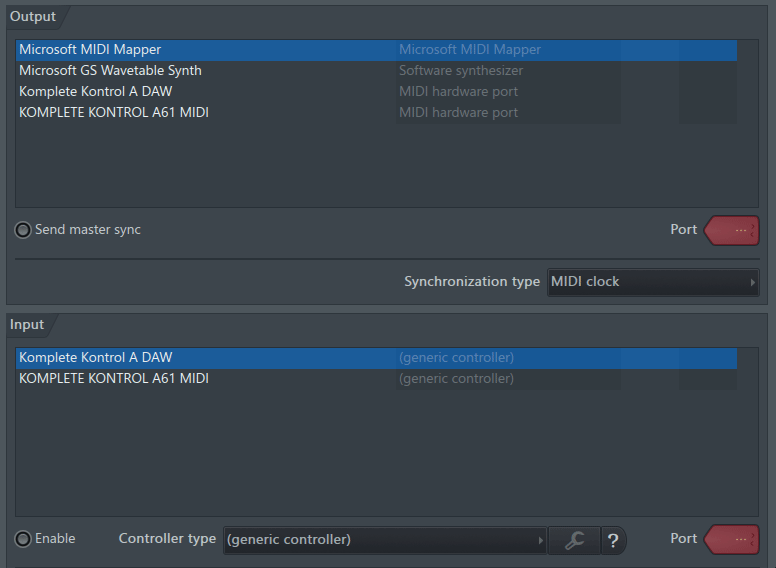 Output
Microsoft MIDI Mapper Microsoft MIDI Mapper
Microsoft GS Wavetable Synth Software synthesizer
Komplete Kontrol A DAW MIDI hardware port
KOMPLETE KONTROL A61 MIDI MIDI hardware port
Send master sync Port ...
Synchronization type MIDI clock
Input
Komplete Kontrol A DAW (generic controller)
KOMPLETE KONTROL A61 MIDI (generic controller)
Enable Controller type (generic controller) ? Port ...